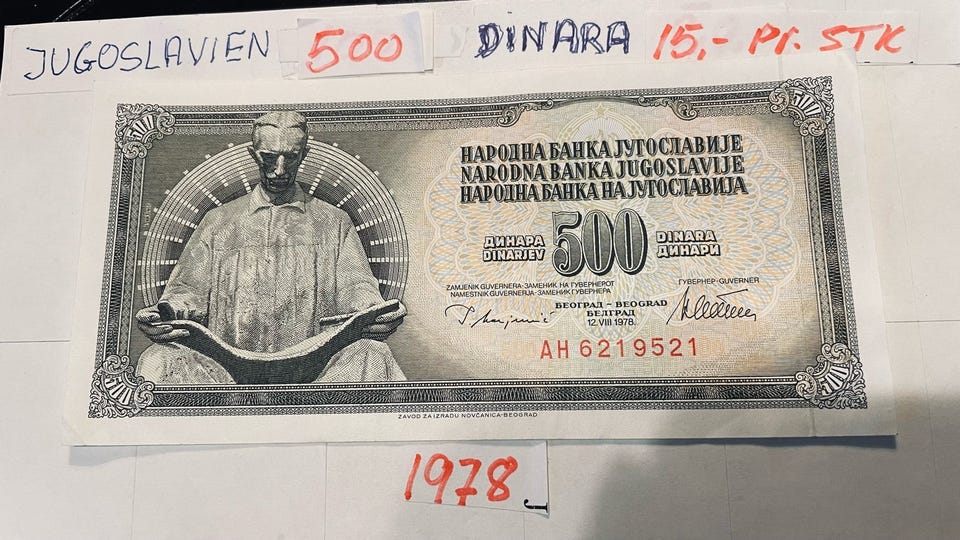 JUGOSLAVIEN 500 DINARA 15,- Pr. STK
НАРОДНА БАНКА ЈУГОСЛАВИЈЕ
NARODNA BANKA JUGOSLAVIJE
НАРОДНА БАНКА НА ЈУГОСЛАВИЈА
ДИНАРА 500 DINARA
DINARJEV ДИНАРИ
ZAMJENIK GUVERNERA-ЗАМЕНИК НА ГУВЕРНЕРОТ ГУВЕРНЕР-GUVERNER
NAMESTNIK GUVERNERJA-ЗАМЕНИК ГУВЕРНЕРА
БЕОГРАД – BEOGRAD
БЕЛГРАД
12.VIII 1978.
AH 6219521
ZAVOD ZA IZRADU NOVČANICA-BEOGRAD
1978